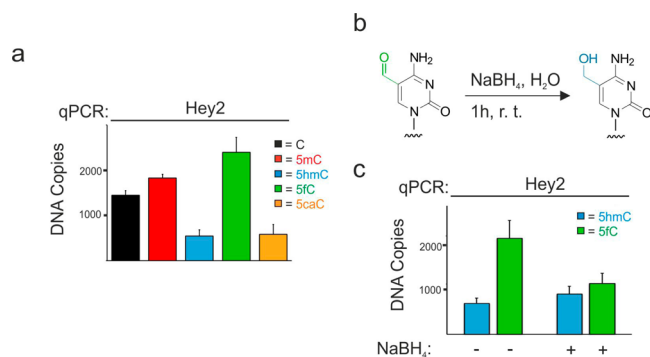 a
qPCR: Hey2
DNA Copies
2000
1000
= C
= 5mC
= 5hmC
= 5fC
= 5caC
b
O
NH₂
N
N
O
NaBH₄, H₂O
1h, r. t.
OH
NH₂
N
N
O
c
qPCR: Hey2
DNA Copies
2000
1000
= 5hmC
= 5fC
NaBH₄: - - + +